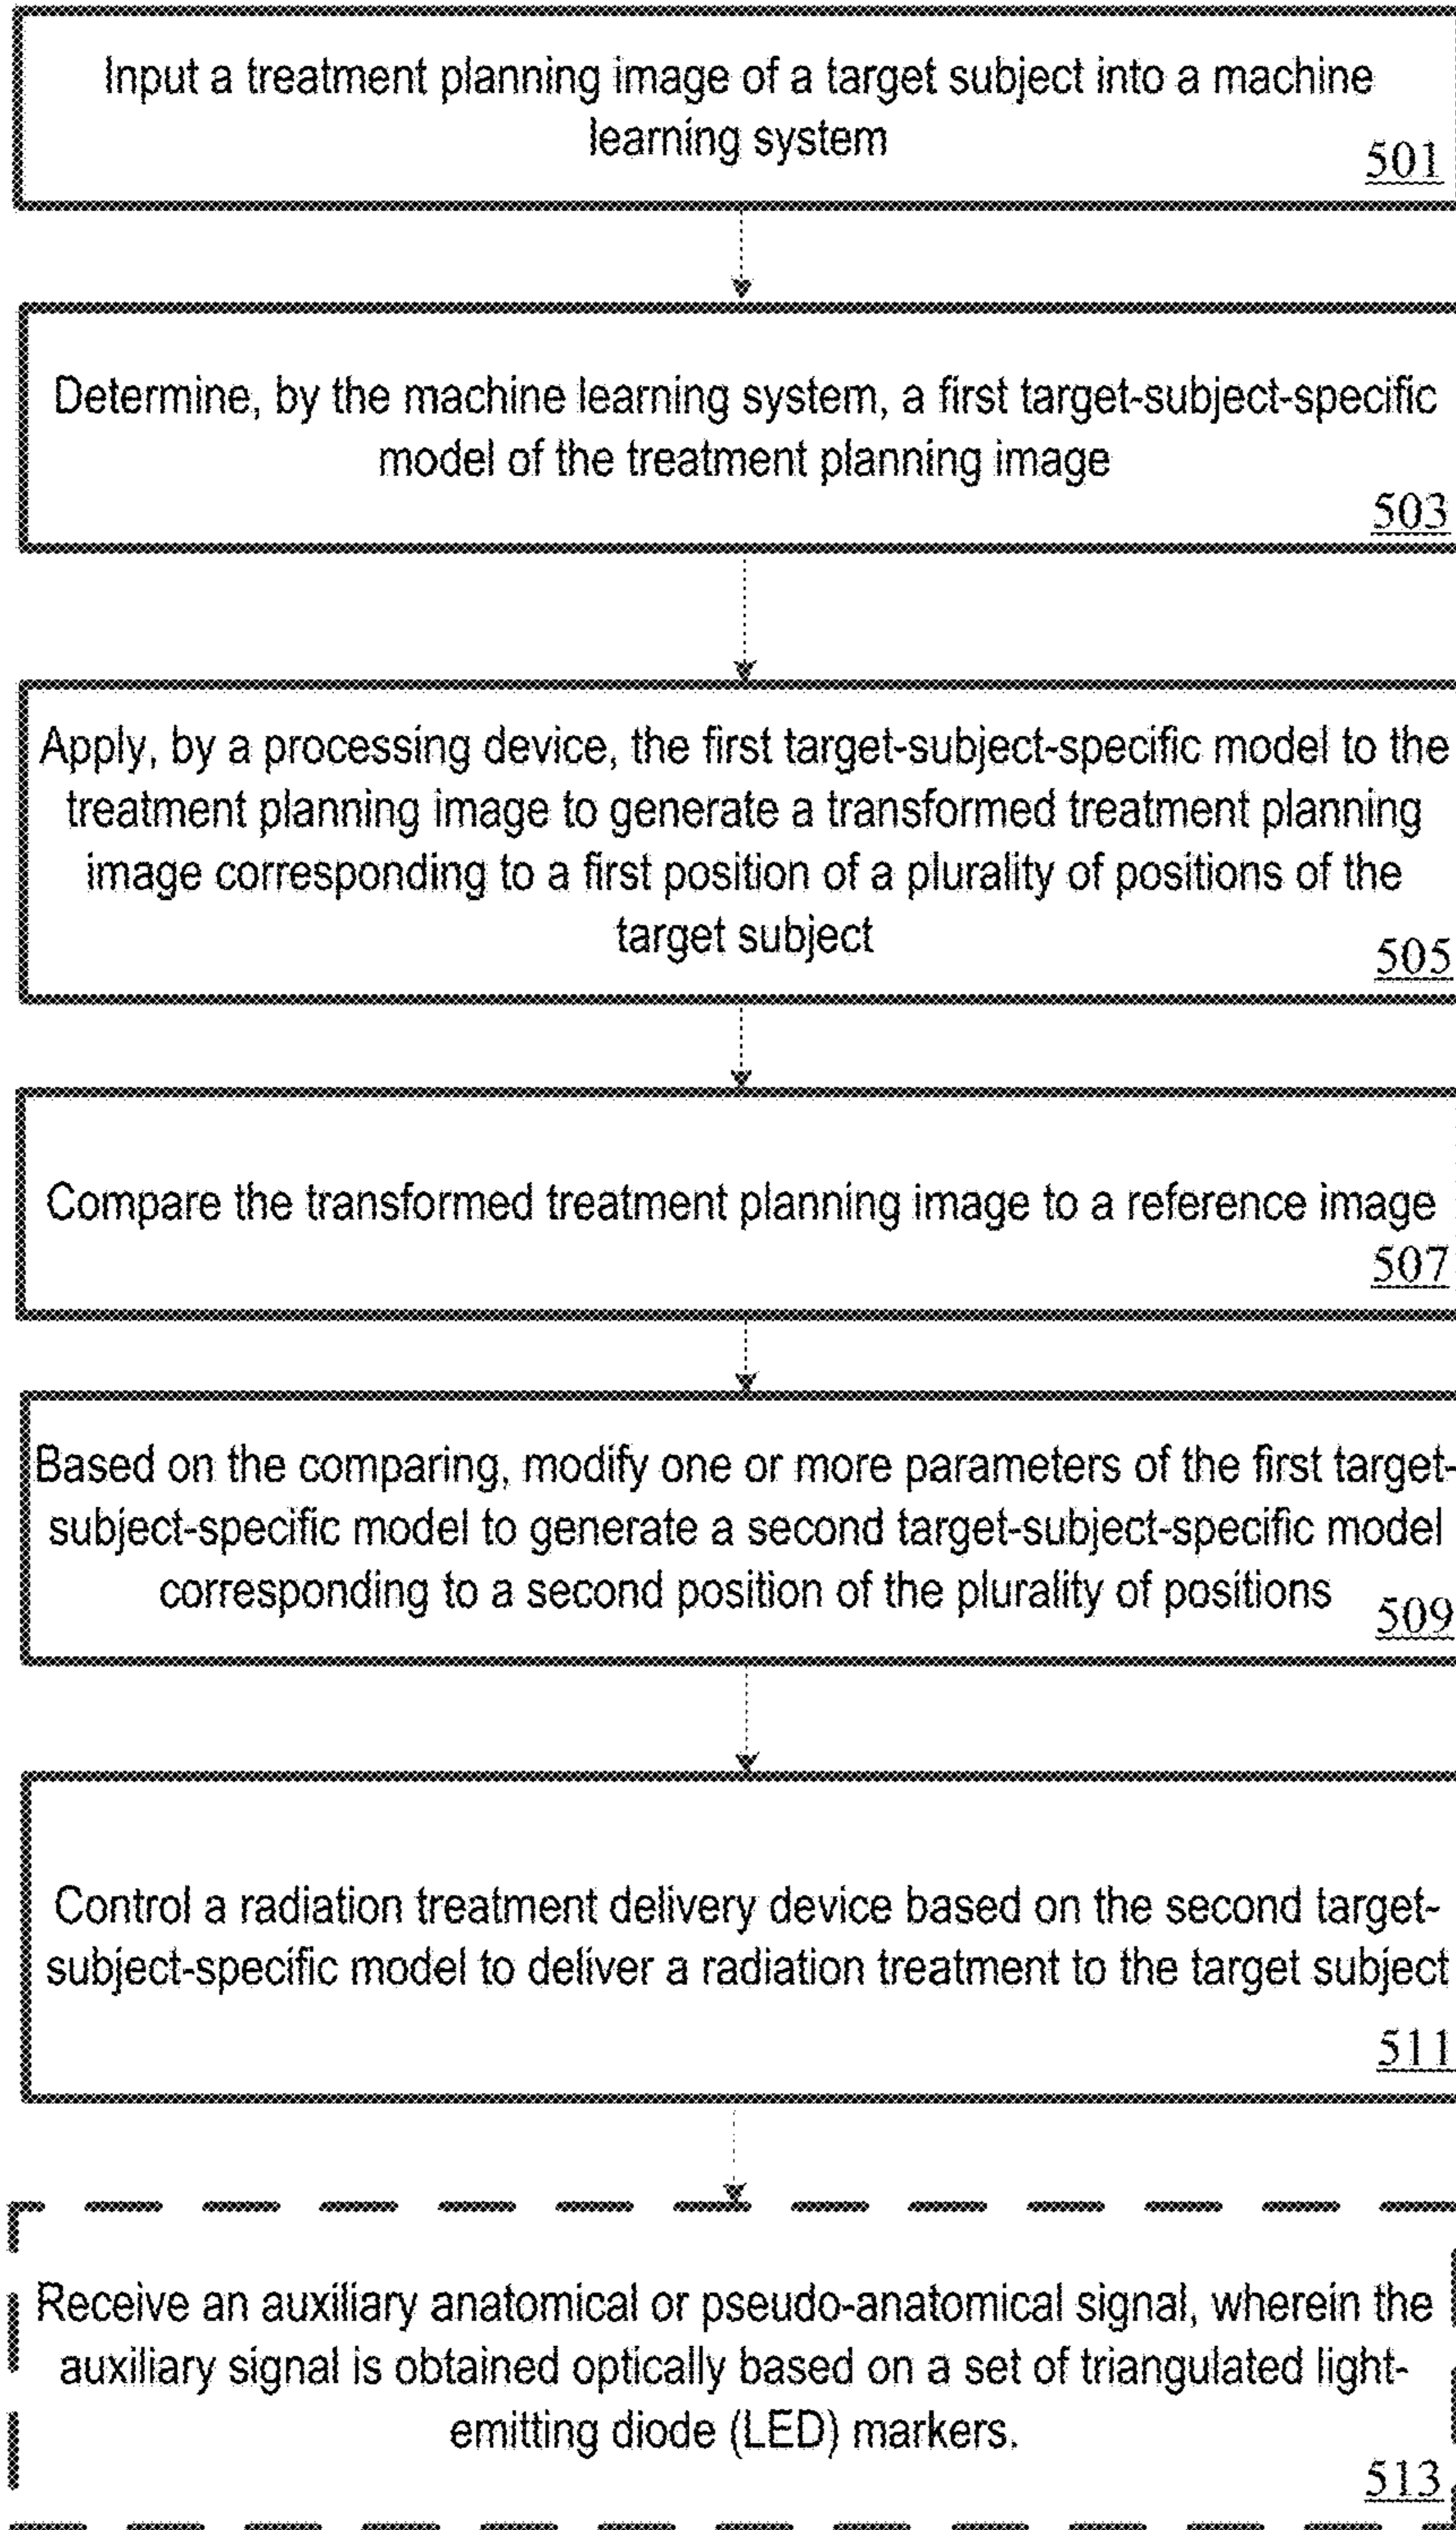 Input a treatment planning image of a target subject into a machine
learning system
501
Determine, by the machine learning system, a first target-subject-specific
model of the treatment planning image
503
Apply, by a processing device, the first target-subject-specific model to the
treatment planning image to generate a transformed treatment planning
image corresponding to a first position of a plurality of positions of the
target subject
505
Compare the transformed treatment planning image to a reference image
507
Based on the comparing, modify one or more parameters of the first target-
subject-specific model to generate a second target-subject-specific model
corresponding to a second position of the plurality of positions
509
Control a radiation treatment delivery device based on the second target-
subject-specific model to deliver a radiation treatment to the target subject
511
Receive an auxiliary anatomical or pseudo-anatomical signal, wherein the
auxiliary signal is obtained optically based on a set of triangulated light-
emitting diode (LED) markers.
513